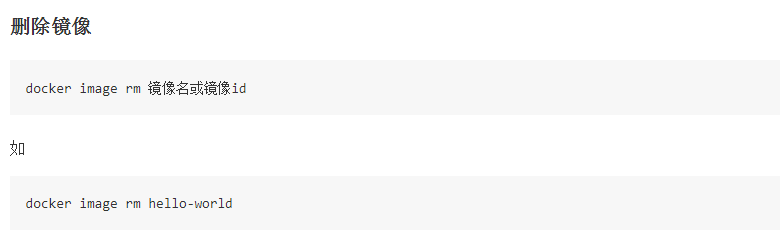 删除镜像
docker image rm 镜像名或镜像id
如
docker image rm hello-world